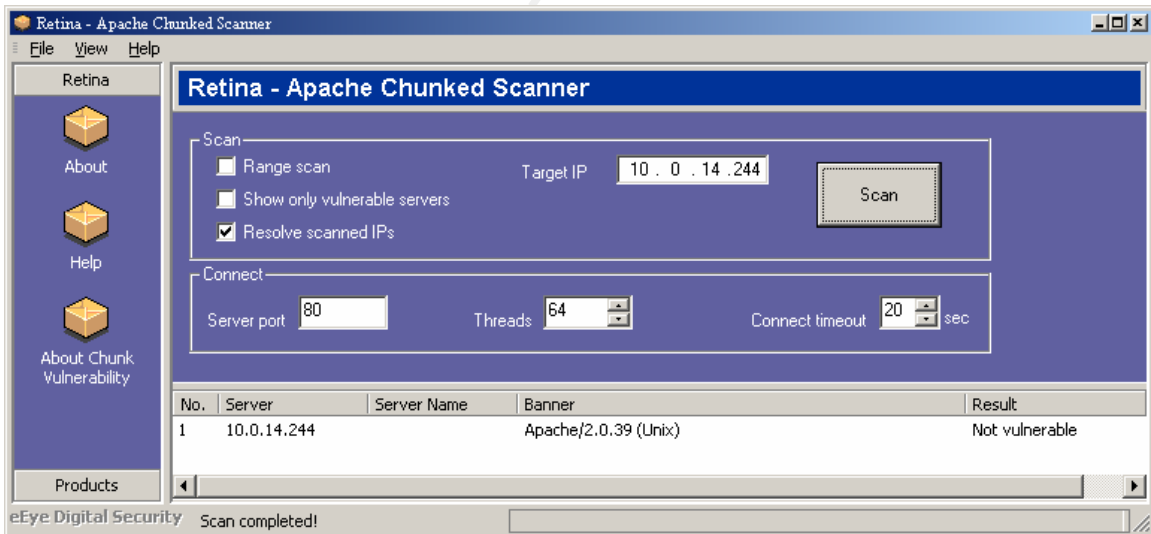 Retina - Apache Chunked Scanner
File View Help
Retina
About
Help
About Chunk
Vulnerability
Products
Retina - Apache Chunked Scanner
Scan
Range scan
Target IP 10 . 0 . 14 .244
Scan
Show only vulnerable servers
Resolve scanned IPs
Connect
Server port 80 Threads 64 Connect timeout 20 sec
No. Server Server Name Banner Result
1 10.0.14.244 Apache/2.0.39 (Unix) Not vulnerable
eEye Digital Security Scan completed!